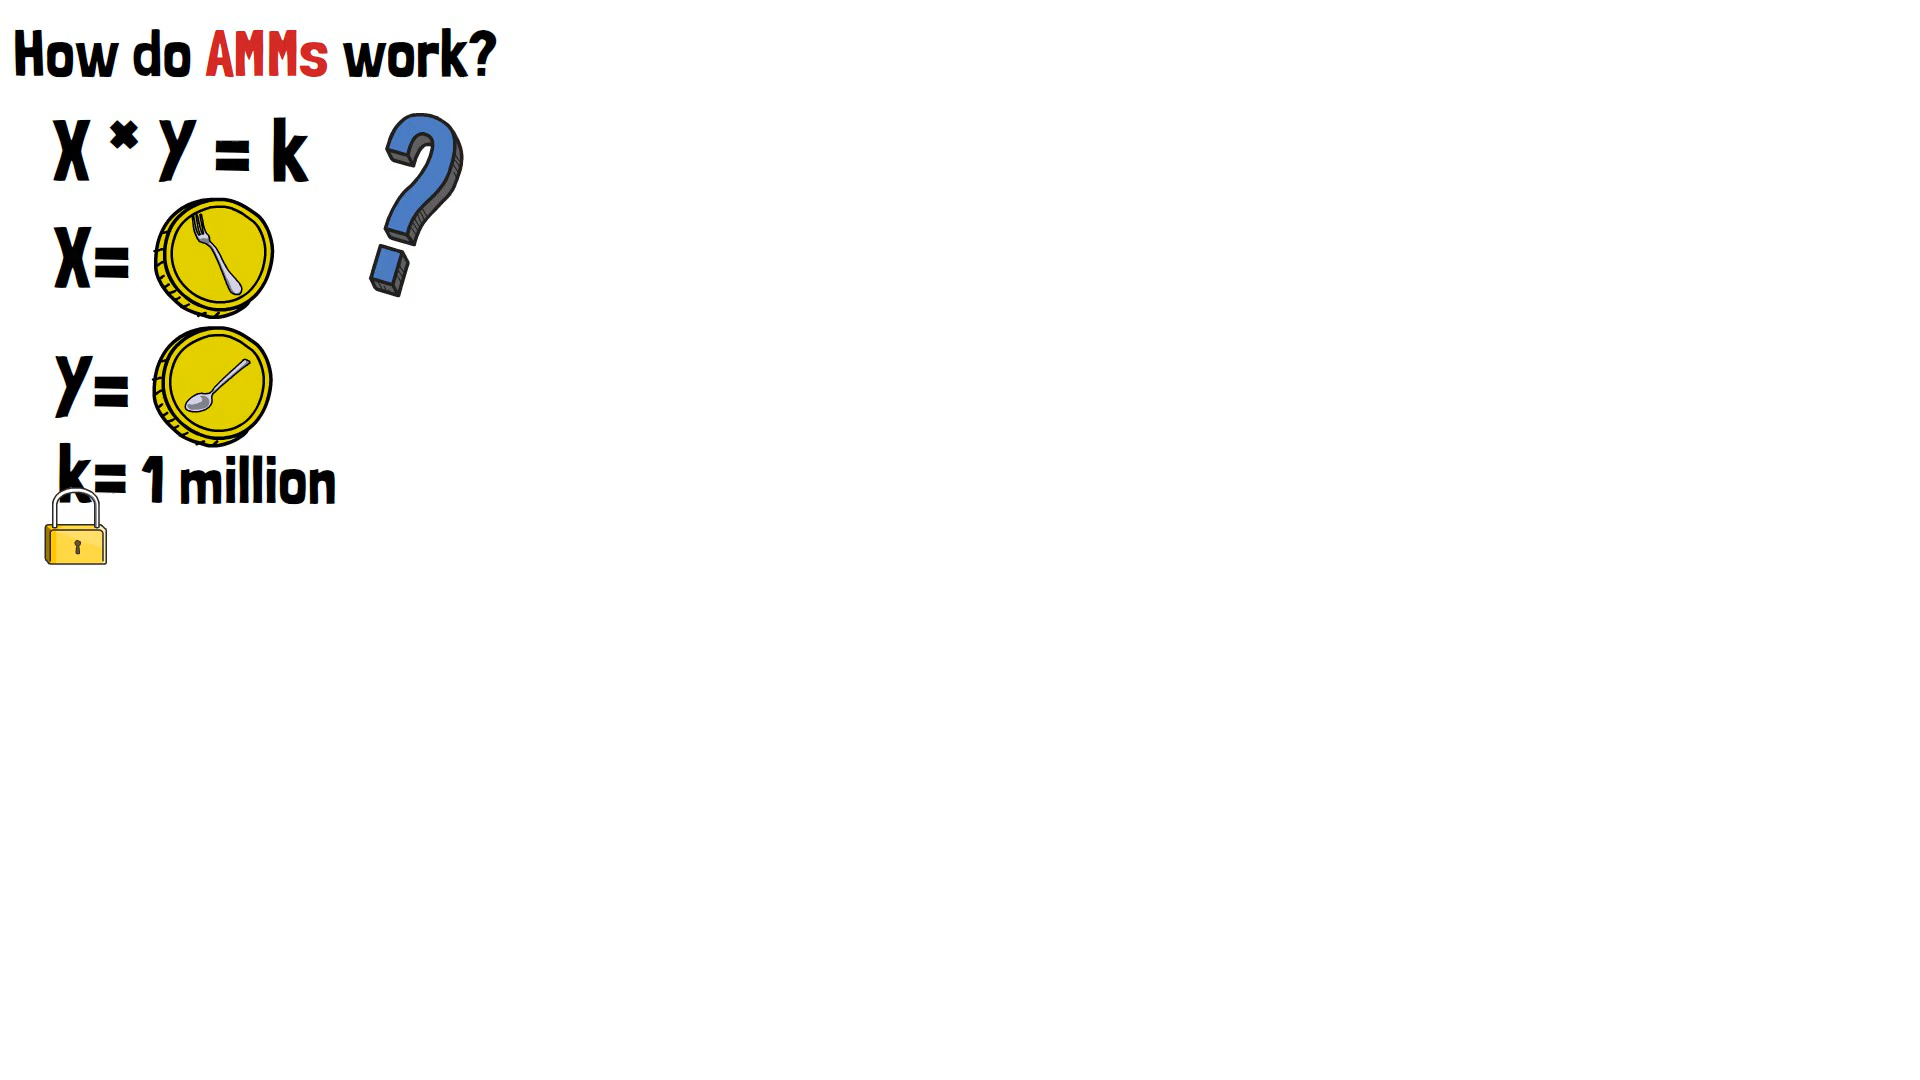 How do AMMs work?
X * y = k
X=
y=
k= 1 million